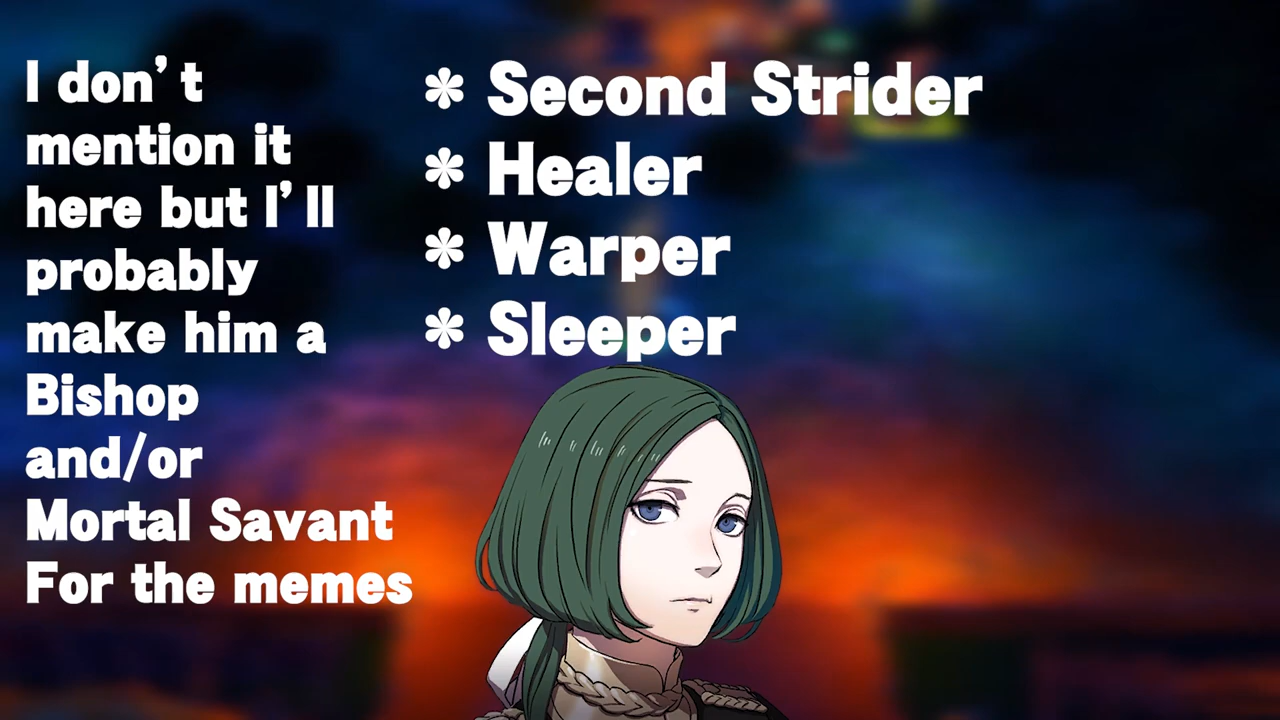 I don't
mention it
here but I'll
probably
make him a
Bishop
and/or
Mortal Savant
For the memes
* Second Strider
* Healer
* Warper
* Sleeper